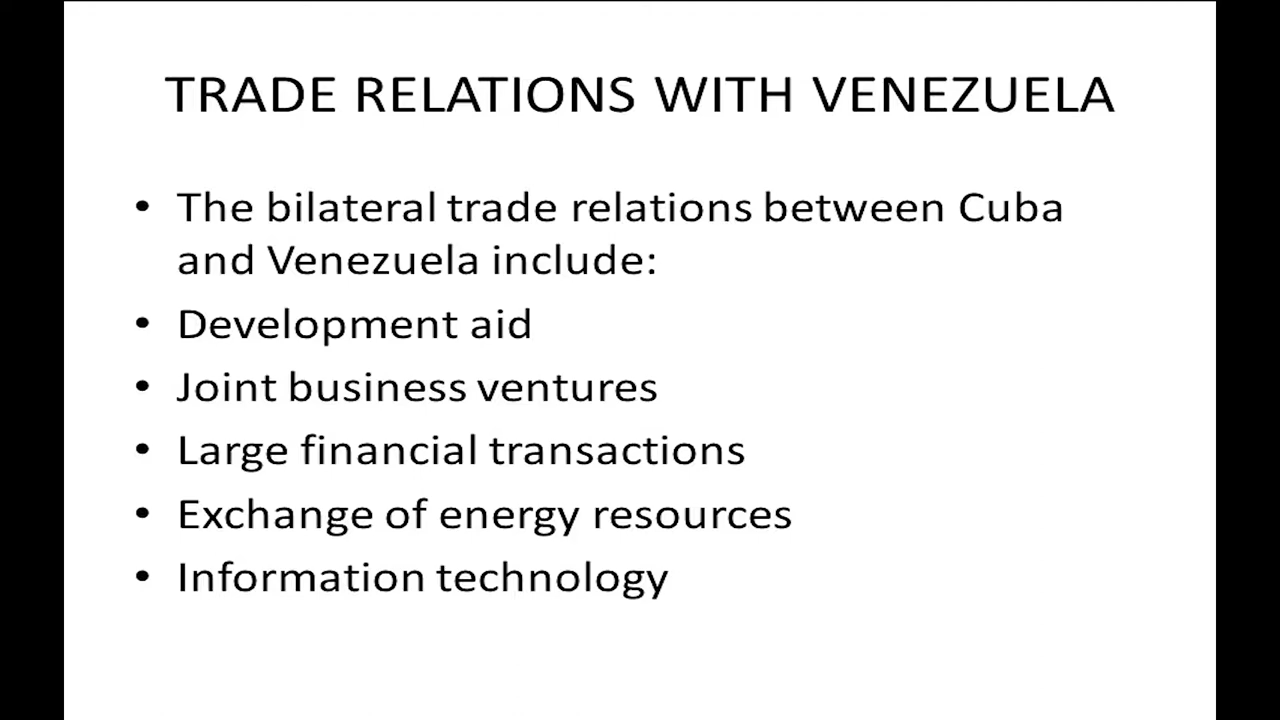 TRADE RELATIONS WITH VENEZUELA
• The bilateral trade relations between Cuba
and Venezuela include:
• Development aid
• Joint business ventures
• Large financial transactions
• Exchange of energy resources
• Information technology